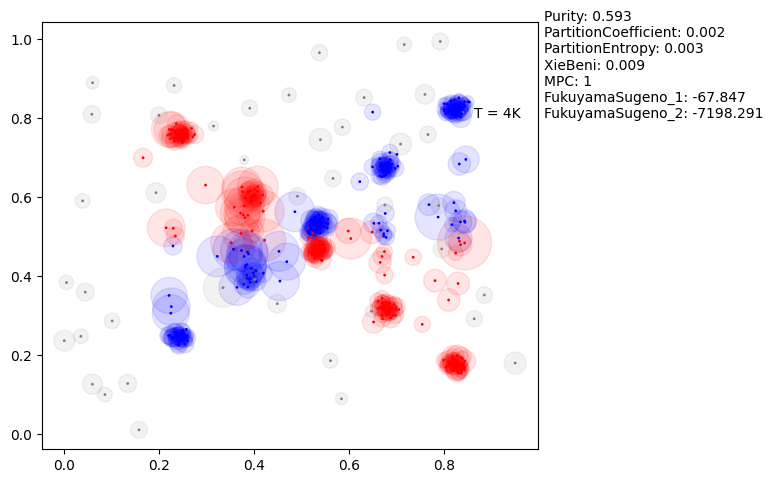 Purity: 0.593
PartitionCoefficient: 0.002
PartitionEntropy: 0.003
XieBeni: 0.009
MPC: 1
FukuyamaSugeno_1: -67.847
FukuyamaSugeno_2: -7198.291
T = 4K
1.0
0.8
0.6
0.4
0.2
0.0
0.0 0.2 0.4 0.6 0.8